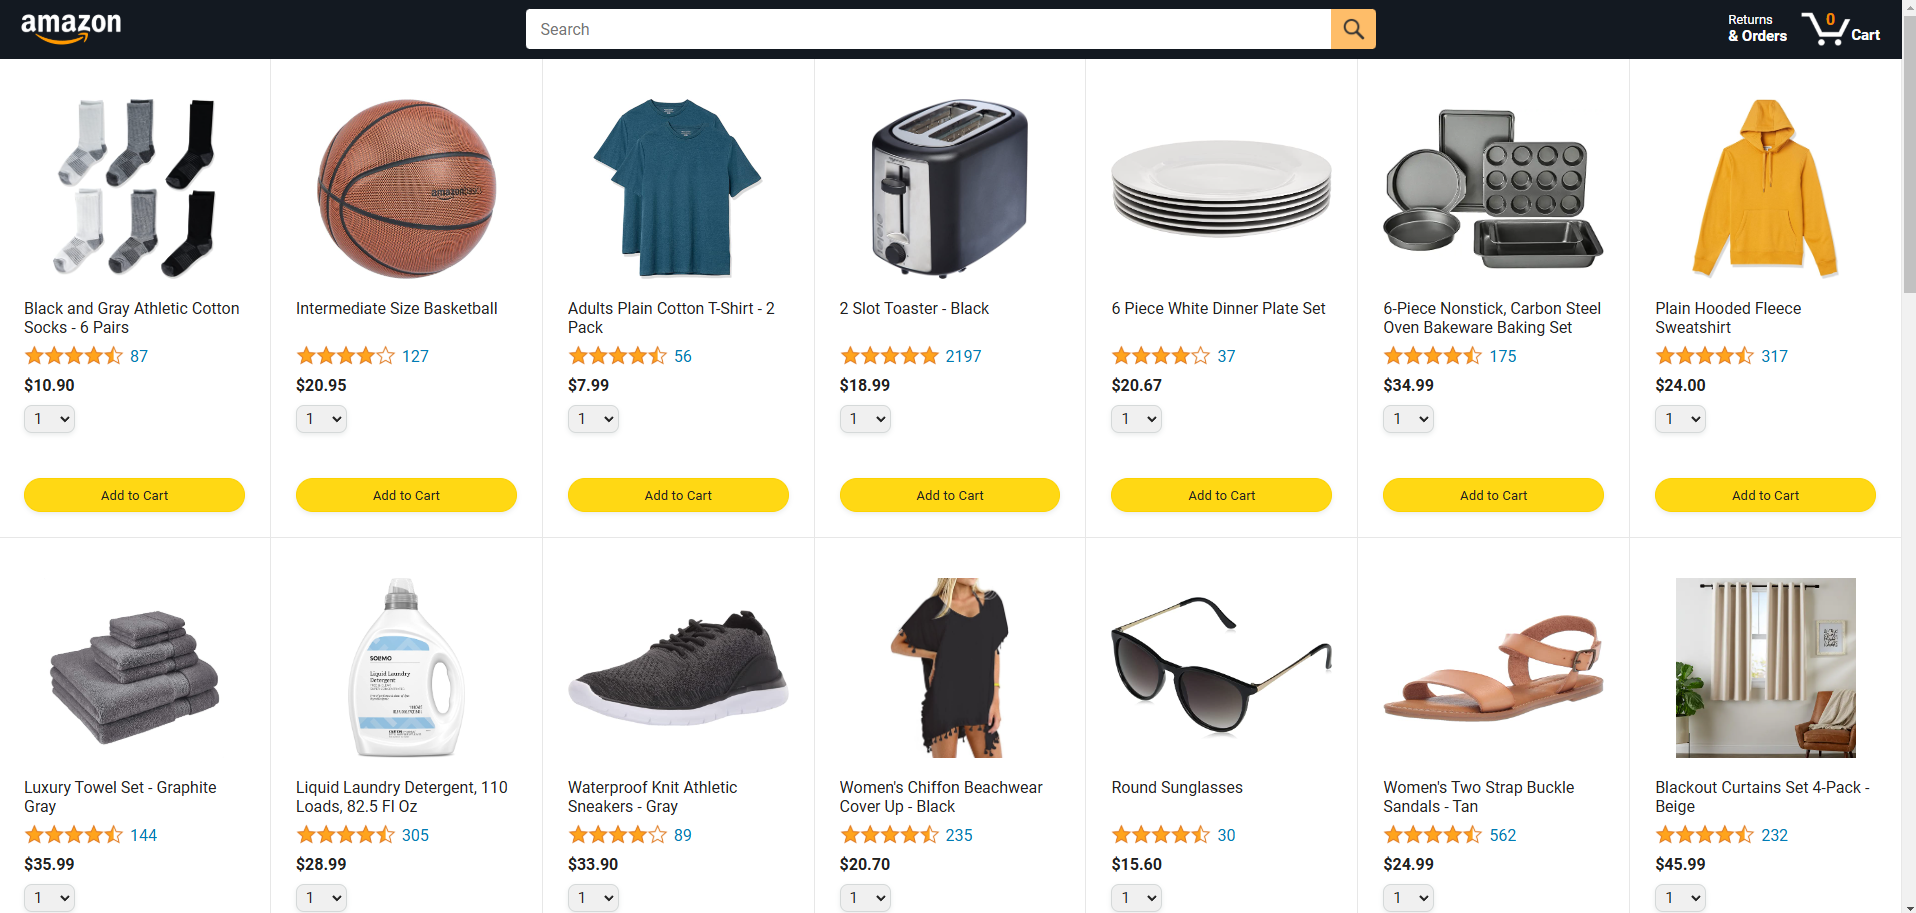 amazon
Search
Returns
& Orders
0
Cart
Black and Gray Athletic Cotton
Socks - 6 Pairs
87
$10.90
1
Add to Cart
Intermediate Size Basketball
127
$20.95
1
Add to Cart
Adults Plain Cotton T-Shirt - 2
Pack
56
$7.99
1
Add to Cart
2 Slot Toaster - Black
2197
$18.99
1
Add to Cart
6 Piece White Dinner Plate Set
37
$20.67
1
Add to Cart
6-Piece Nonstick, Carbon Steel
Oven Bakeware Baking Set
175
$34.99
1
Add to Cart
Plain Hooded Fleece
Sweatshirt
317
$24.00
1
Add to Cart
Luxury Towel Set - Graphite
Gray
144
$35.99
1
SOLIMO
Liquid Laundry
Detergent
Liquid Laundry Detergent, 110
Loads, 82.5 Fl Oz
305
$28.99
1
Waterproof Knit Athletic
Sneakers - Gray
89
$33.90
1
Women's Chiffon Beachwear
Cover Up - Black
235
$20.70
1
Round Sunglasses
30
$15.60
1
Women's Two Strap Buckle
Sandals - Tan
562
$24.99
1
Blackout Curtains Set 4-Pack -
Beige
232
$45.99
1